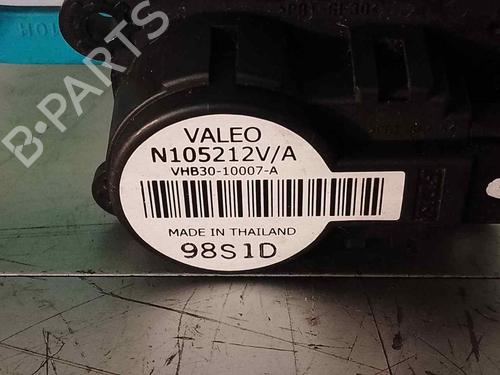 B-PARTS
VALEO
N105212V/A
VHB30-10007-A
MADE IN THAILAND
98S1D